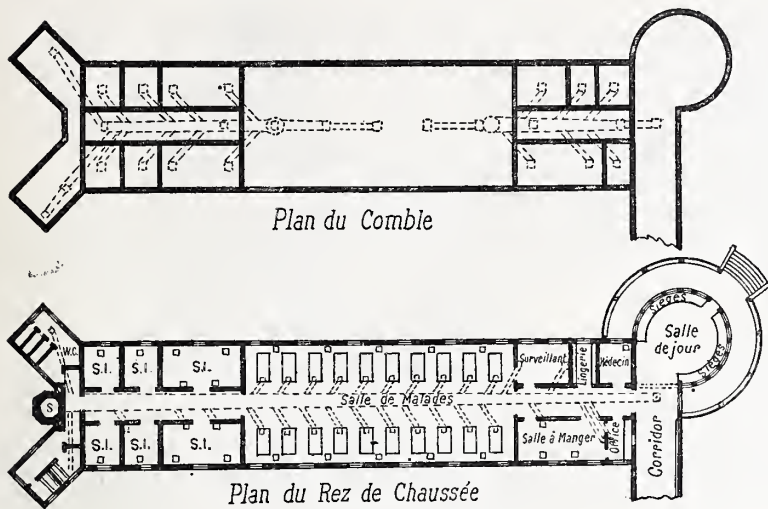 Plan du Comble
Sièges
Salle de jour
Sièges
W.C.
S.I.
S.I.
S.I.
Surveillant
Lingerie
Médecin
S
Salle de Malades
S.I.
S.I.
S.I.
Salle à Manger
Office
Corridor
Plan du Rez de Chaussée